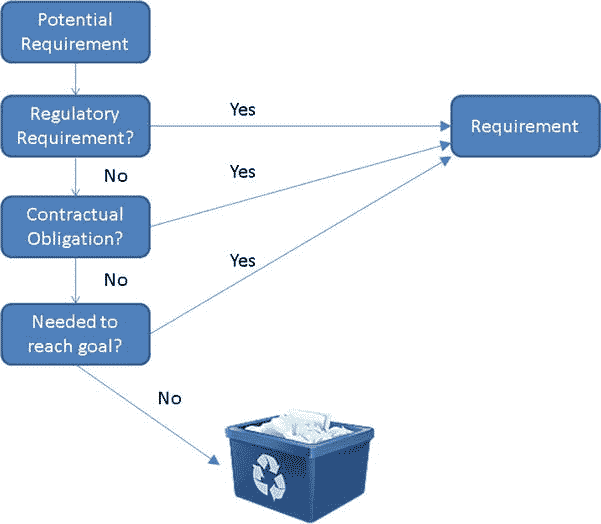 Potential
Requirement
Regulatory
Requirement?
Yes
Requirement
No
Yes
Contractual
Obligation?
No
Yes
Needed to
reach goal?
No